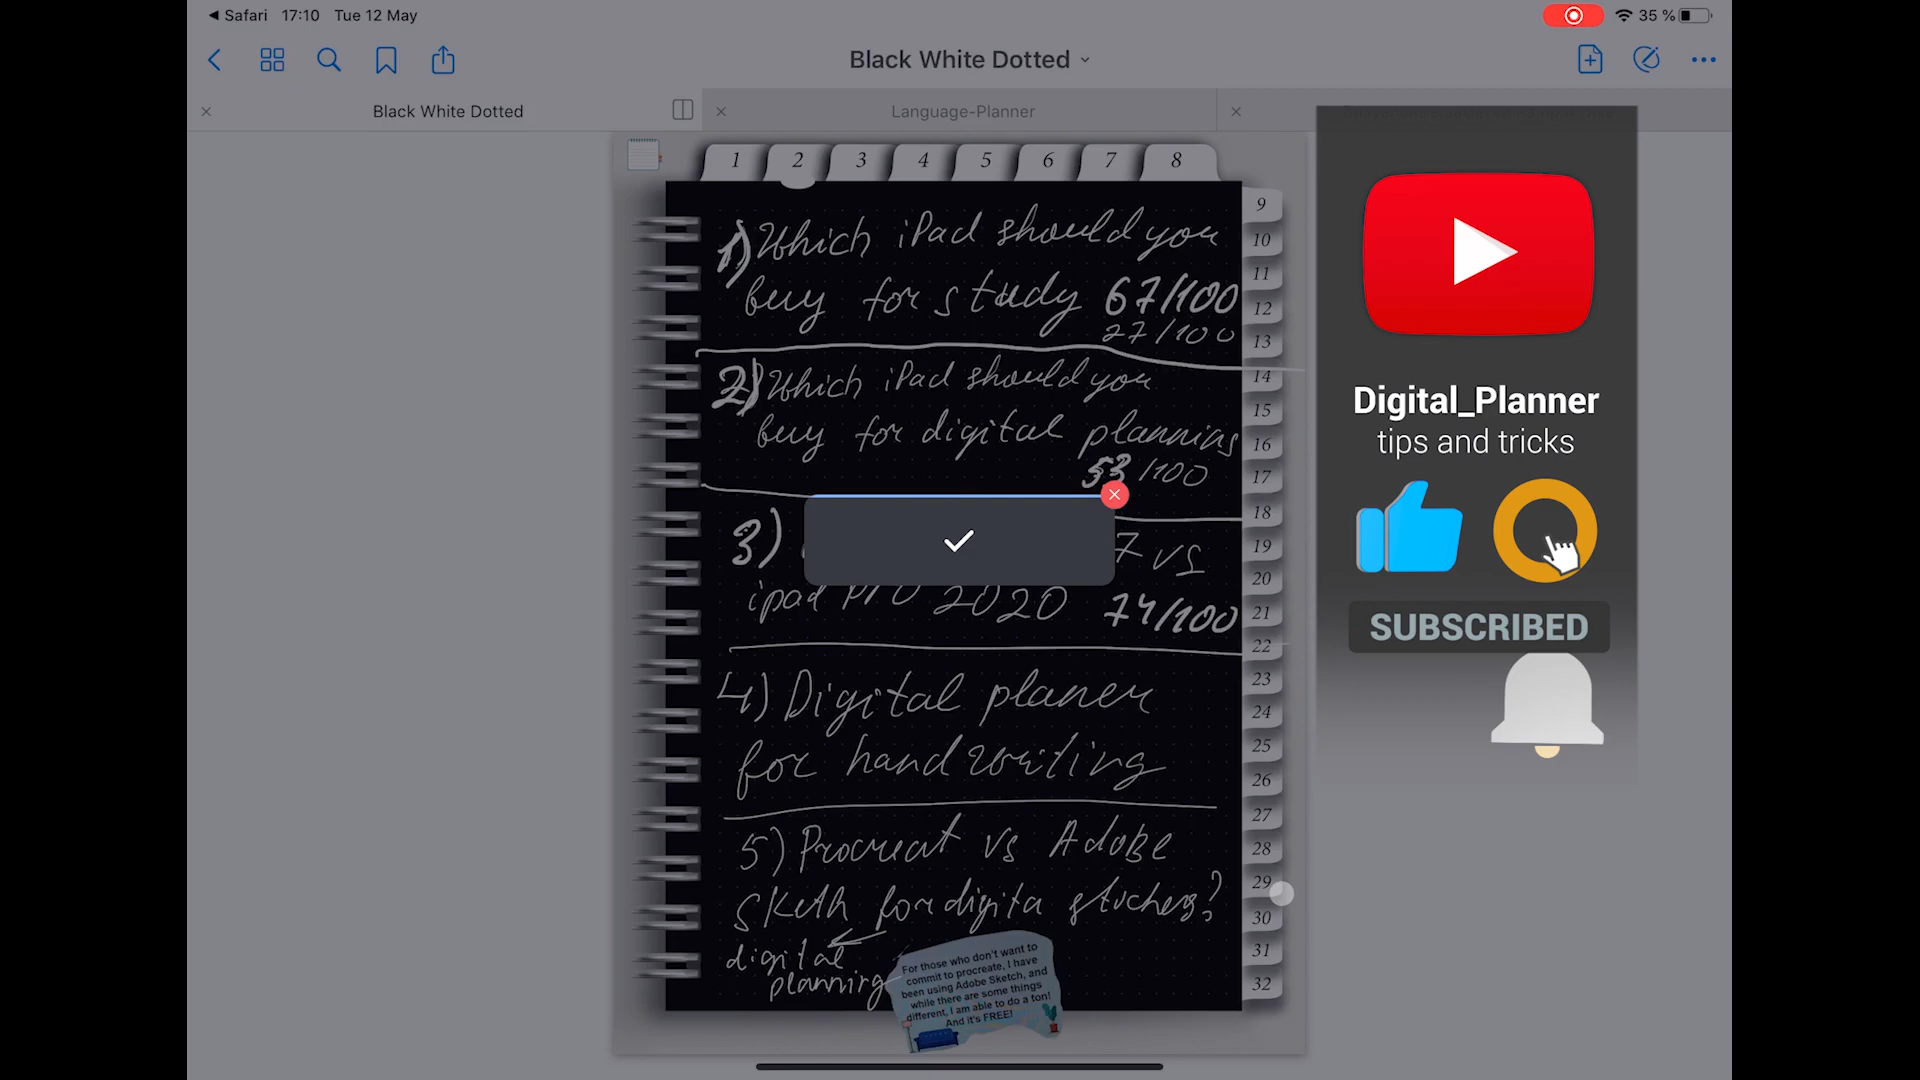 Safari 17:10 Tue 12 May
35 %
Black White Dotted
Black White Dotted
Language-Planner
1 2 3 4 5 6 7 8
1) Which iPad should you
buy for study 67/100
27/100
2) Which iPad should you
buy for digital planning
53/100
3) 7 vs
ipad Pro 2020 74/100
4) Digital planer
for handwriting
5) Procreat vs Adobe
Sketh for digita stickers?
digital
planning
For those who don't want to
commit to procreate, I have
been using Adobe Sketch, and
while there are some things
different, I am able to do a ton!
And it's FREE!
9
10
11
12
13
14
15
16
17
18
19
20
21
22
23
24
25
26
27
28
29
30
31
32
Digital_Planner
tips and tricks
SUBSCRIBED